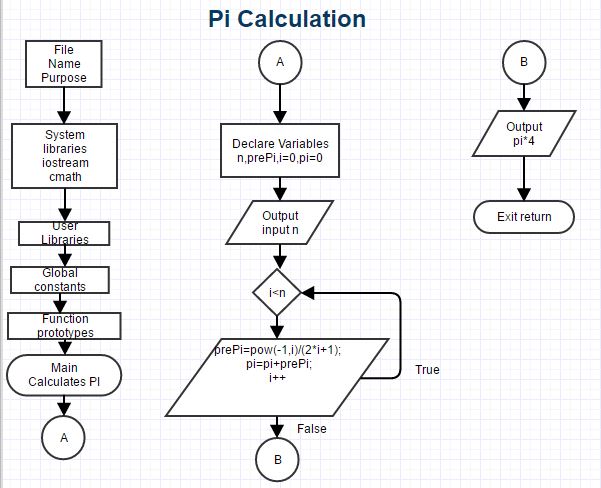 Pi Calculation
File
Name
Purpose
System
libraries
iostream
cmath
User
Libraries
Global
constants
Function
prototypes
Main
Calculates PI
A
A
Declare Variables
n,prePi,i=0,pi=0
Output
input n
i<n
prePi=pow(-1,i)/(2*i+1);
pi=pi+prePi;
i++
True
False
B
B
Output
pi*4
Exit return